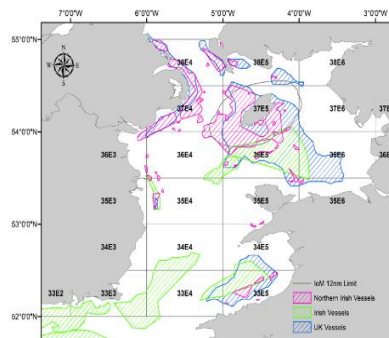 7°0'0"W 6°0'0"W 5°0'0"W 4°0'0"W 3°0'0"W
55°0'0"N
N
W E
S
38E4 38E5 38E6
37E4 37E5 37E6
54°0'0"N
36E3 36E4 36E5 36E6
35E3 35E4 35E6
53°0'0"N
34E3 34E4 34E5
IoM 12nm Limit
33E2 33E3 33E4 33E5
Northern Irish Vessels
Irish Vessels
52°0'0"N
UK Vessels